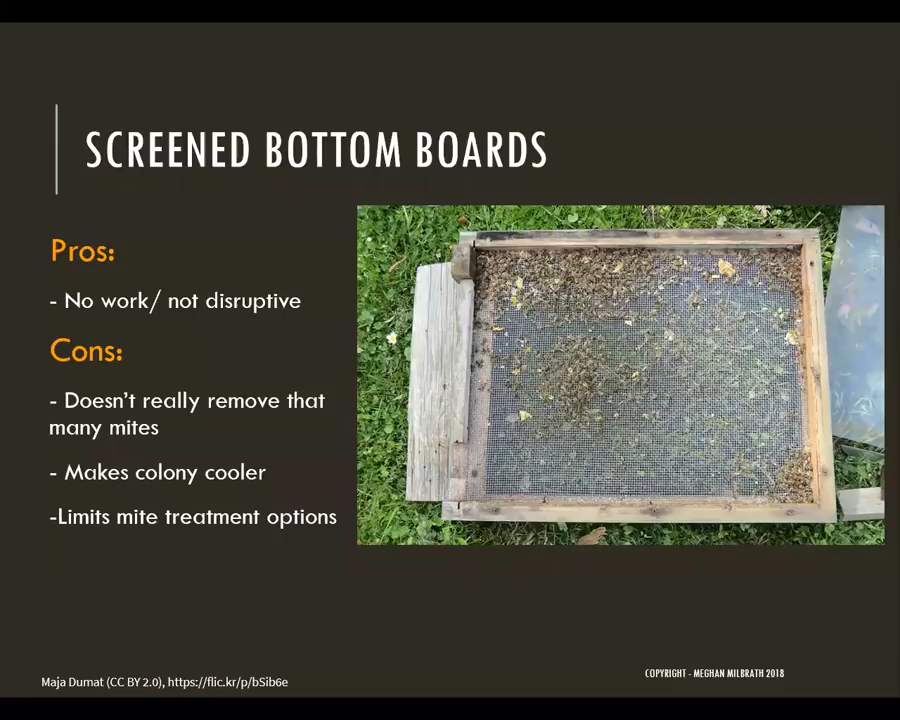 SCREENED BOTTOM BOARDS
Pros:
- No work/ not disruptive
Cons:
- Doesn't really remove that
many mites
- Makes colony cooler
-Limits mite treatment options
COPYRIGHT - MEGHAN MILBRATH 2018
Maja Dumat (CC BY 2.0), https://flic.kr/p/bSib6e